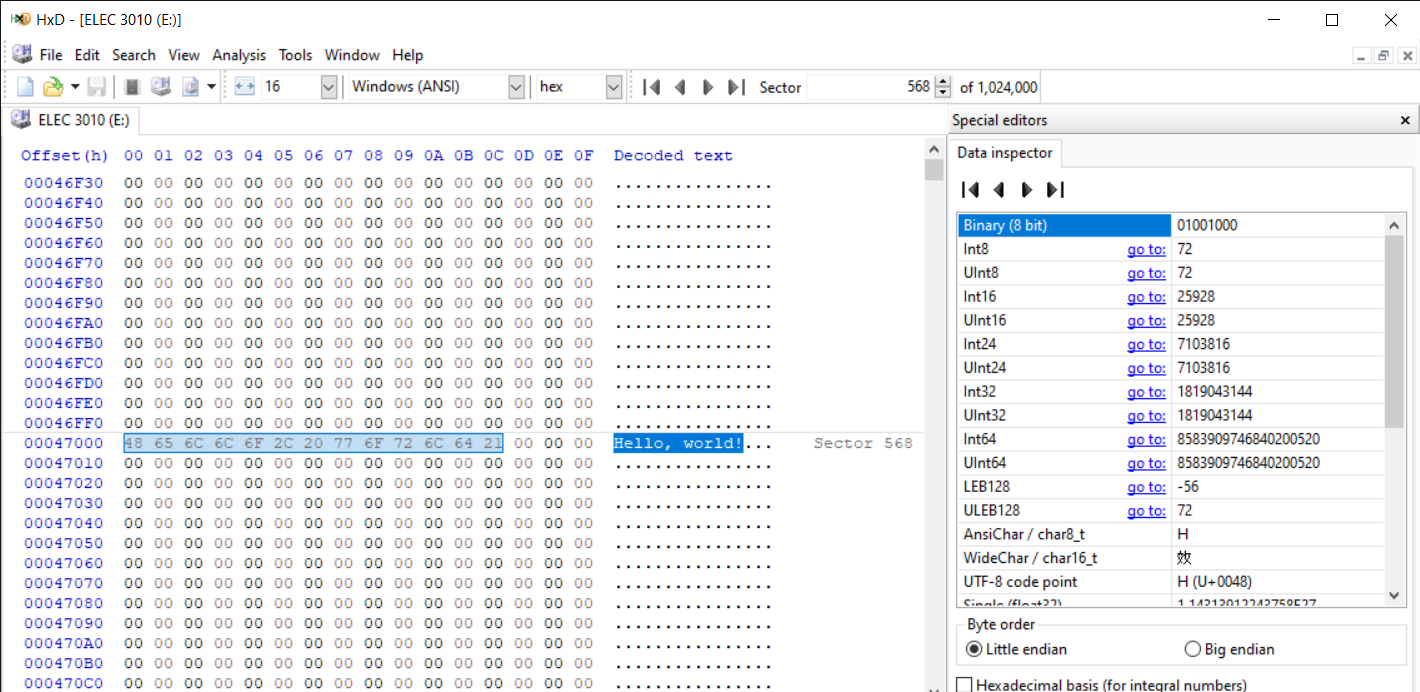 HxD - [ELEC 3010 (E:)]
File Edit Search View Analysis Tools Window Help
16 Windows (ANSI) hex Sector 568 of 1,024,000
ELEC 3010 (E:)
Offset(h) 00 01 02 03 04 05 06 07 08 09 0A 0B 0C 0D 0E 0F Decoded text
00046F30 00 00 00 00 00 00 00 00 00 00 00 00 00 00 00 00 ................
00046F40 00 00 00 00 00 00 00 00 00 00 00 00 00 00 00 00 ................
00046F50 00 00 00 00 00 00 00 00 00 00 00 00 00 00 00 00 ................
00046F60 00 00 00 00 00 00 00 00 00 00 00 00 00 00 00 00 ................
00046F70 00 00 00 00 00 00 00 00 00 00 00 00 00 00 00 00 ................
00046F80 00 00 00 00 00 00 00 00 00 00 00 00 00 00 00 00 ................
00046F90 00 00 00 00 00 00 00 00 00 00 00 00 00 00 00 00 ................
00046FA0 00 00 00 00 00 00 00 00 00 00 00 00 00 00 00 00 ................
00046FB0 00 00 00 00 00 00 00 00 00 00 00 00 00 00 00 00 ................
00046FC0 00 00 00 00 00 00 00 00 00 00 00 00 00 00 00 00 ................
00046FD0 00 00 00 00 00 00 00 00 00 00 00 00 00 00 00 00 ................
00046FE0 00 00 00 00 00 00 00 00 00 00 00 00 00 00 00 00 ................
00046FF0 00 00 00 00 00 00 00 00 00 00 00 00 00 00 00 00 ................
00047000 48 65 6C 6C 6F 2C 20 77 6F 72 6C 64 21 00 00 00 Hello, world!... Sector 568
00047010 00 00 00 00 00 00 00 00 00 00 00 00 00 00 00 00 ................
00047020 00 00 00 00 00 00 00 00 00 00 00 00 00 00 00 00 ................
00047030 00 00 00 00 00 00 00 00 00 00 00 00 00 00 00 00 ................
00047040 00 00 00 00 00 00 00 00 00 00 00 00 00 00 00 00 ................
00047050 00 00 00 00 00 00 00 00 00 00 00 00 00 00 00 00 ................
00047060 00 00 00 00 00 00 00 00 00 00 00 00 00 00 00 00 ................
00047070 00 00 00 00 00 00 00 00 00 00 00 00 00 00 00 00 ................
00047080 00 00 00 00 00 00 00 00 00 00 00 00 00 00 00 00 ................
00047090 00 00 00 00 00 00 00 00 00 00 00 00 00 00 00 00 ................
000470A0 00 00 00 00 00 00 00 00 00 00 00 00 00 00 00 00 ................
000470B0 00 00 00 00 00 00 00 00 00 00 00 00 00 00 00 00 ................
000470C0 00 00 00 00 00 00 00 00 00 00 00 00 00 00 00 00 ................
Special editors
Data inspector
Binary (8 bit) 01001000
Int8 go to: 72
UInt8 go to: 72
Int16 go to: 25928
UInt16 go to: 25928
Int24 go to: 7103816
UInt24 go to: 7103816
Int32 go to: 1819043144
UInt32 go to: 1819043144
Int64 go to: 8583909746840200520
UInt64 go to: 8583909746840200520
LEB128 go to: -56
ULEB128 go to: 72
AnsiChar / char8_t H
WideChar / char16_t 效
UTF-8 code point H (U+0048)
Single (float32) 1.14313912243758E27
Byte order
Little endian Big endian
Hexadecimal basis (for integral numbers)